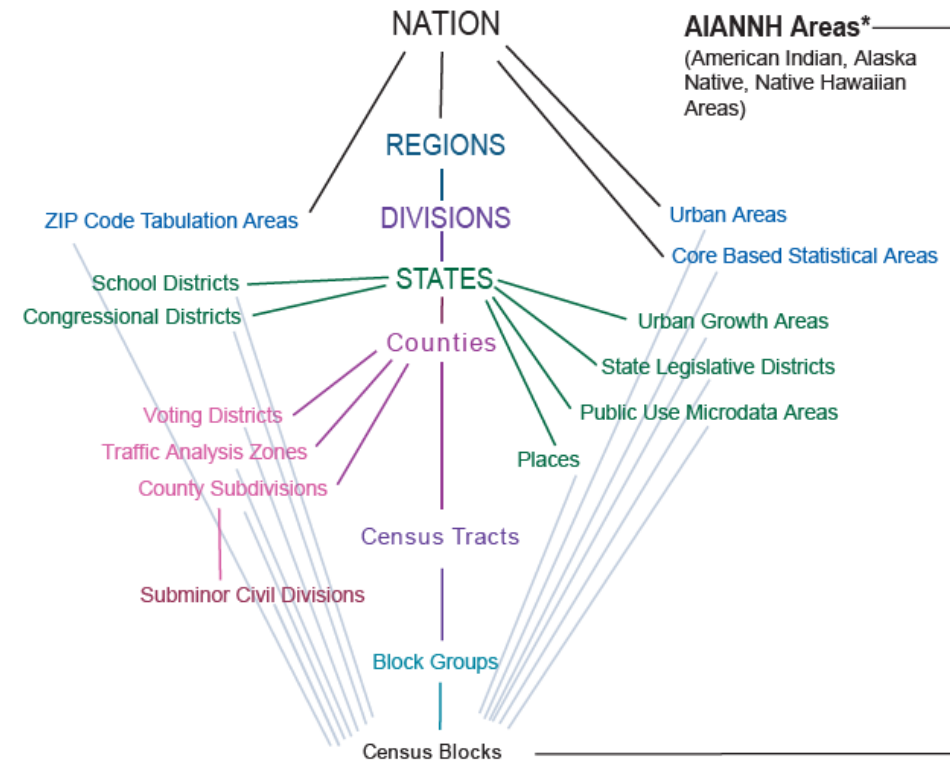 NATION
AIANNH Areas*
(American Indian, Alaska
Native, Native Hawaiian
Areas)
REGIONS
ZIP Code Tabulation Areas
DIVISIONS
Urban Areas
Core Based Statistical Areas
School Districts
STATES
Congressional Districts
Urban Growth Areas
Counties
State Legislative Districts
Voting Districts
Public Use Microdata Areas
Traffic Analysis Zones
Places
County Subdivisions
Census Tracts
Subminor Civil Divisions
Block Groups
Census Blocks